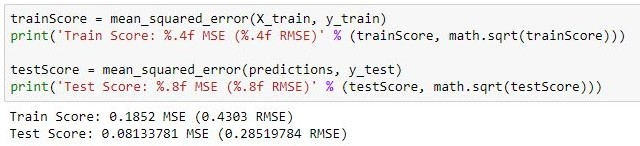 trainScore = mean_squared_error(X_train, y_train)
print('Train Score: %.4f MSE (%.4f RMSE)' % (trainScore, math.sqrt(trainScore)))
testScore = mean_squared_error(predictions, y_test)
print('Test Score: %.8f MSE (%.8f RMSE)' % (testScore, math.sqrt(testScore)))
Train Score: 0.1852 MSE (0.4303 RMSE)
Test Score: 0.08133781 MSE (0.28519784 RMSE)